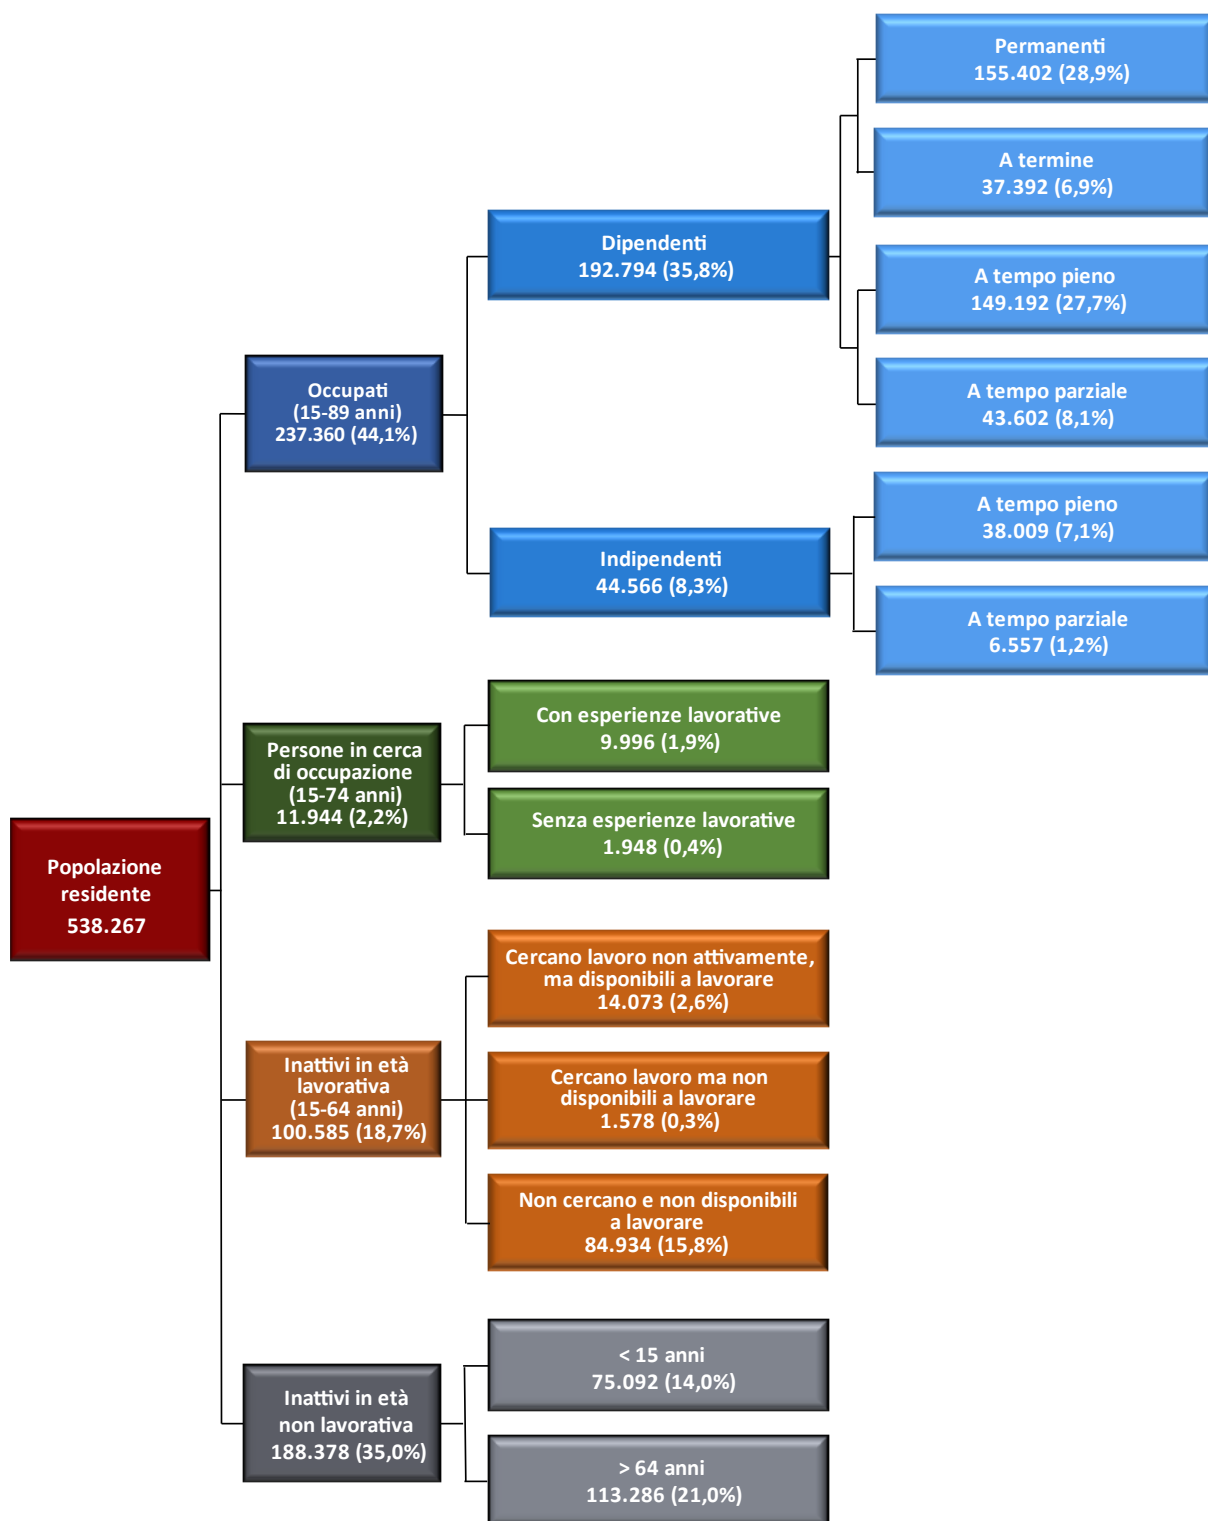 Popolazione
residente
538.267
Occupati
(15-89 anni)
237.360 (44,1%)
Dipendenti
192.794 (35,8%)
Permanenti
155.402 (28,9%)
A termine
37.392 (6,9%)
A tempo pieno
149.192 (27,7%)
A tempo parziale
43.602 (8,1%)
Indipendenti
44.566 (8,3%)
A tempo pieno
38.009 (7,1%)
A tempo parziale
6.557 (1,2%)
Persone in cerca
di occupazione
(15-74 anni)
11.944 (2,2%)
Con esperienze lavorative
9.996 (1,9%)
Senza esperienze lavorative
1.948 (0,4%)
Inattivi in età
lavorativa
(15-64 anni)
100.585 (18,7%)
Cercano lavoro non attivamente,
ma disponibili a lavorare
14.073 (2,6%)
Cercano lavoro ma non
disponibili a lavorare
1.578 (0,3%)
Non cercano e non disponibili
a lavorare
84.934 (15,8%)
Inattivi in età
non lavorativa
188.378 (35,0%)
< 15 anni
75.092 (14,0%)
> 64 anni
113.286 (21,0%)